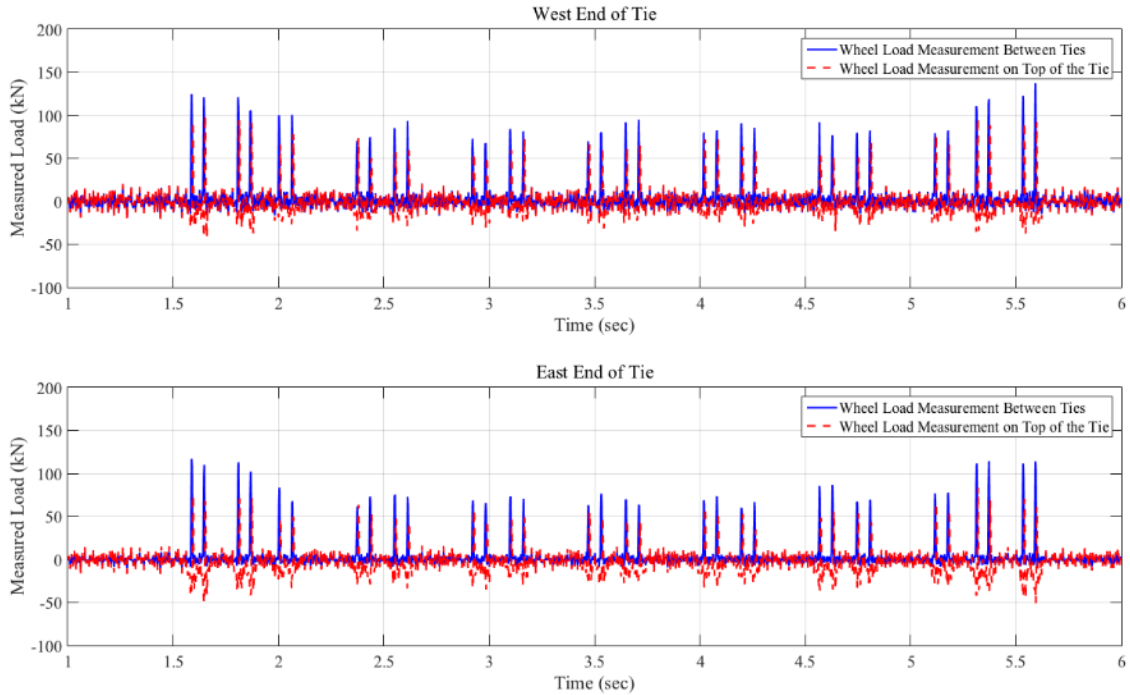 West End of Tie
200
150
100
50
0
-50
-100
Measured Load (kN)
Wheel Load Measurement Between Ties
Wheel Load Measurement on Top of the Tie
1 1.5 2 2.5 3 3.5 4 4.5 5 5.5 6
Time (sec)
East End of Tie
200
150
100
50
0
-50
-100
Measured Load (kN)
Wheel Load Measurement Between Ties
Wheel Load Measurement on Top of the Tie
1 1.5 2 2.5 3 3.5 4 4.5 5 5.5 6
Time (sec)